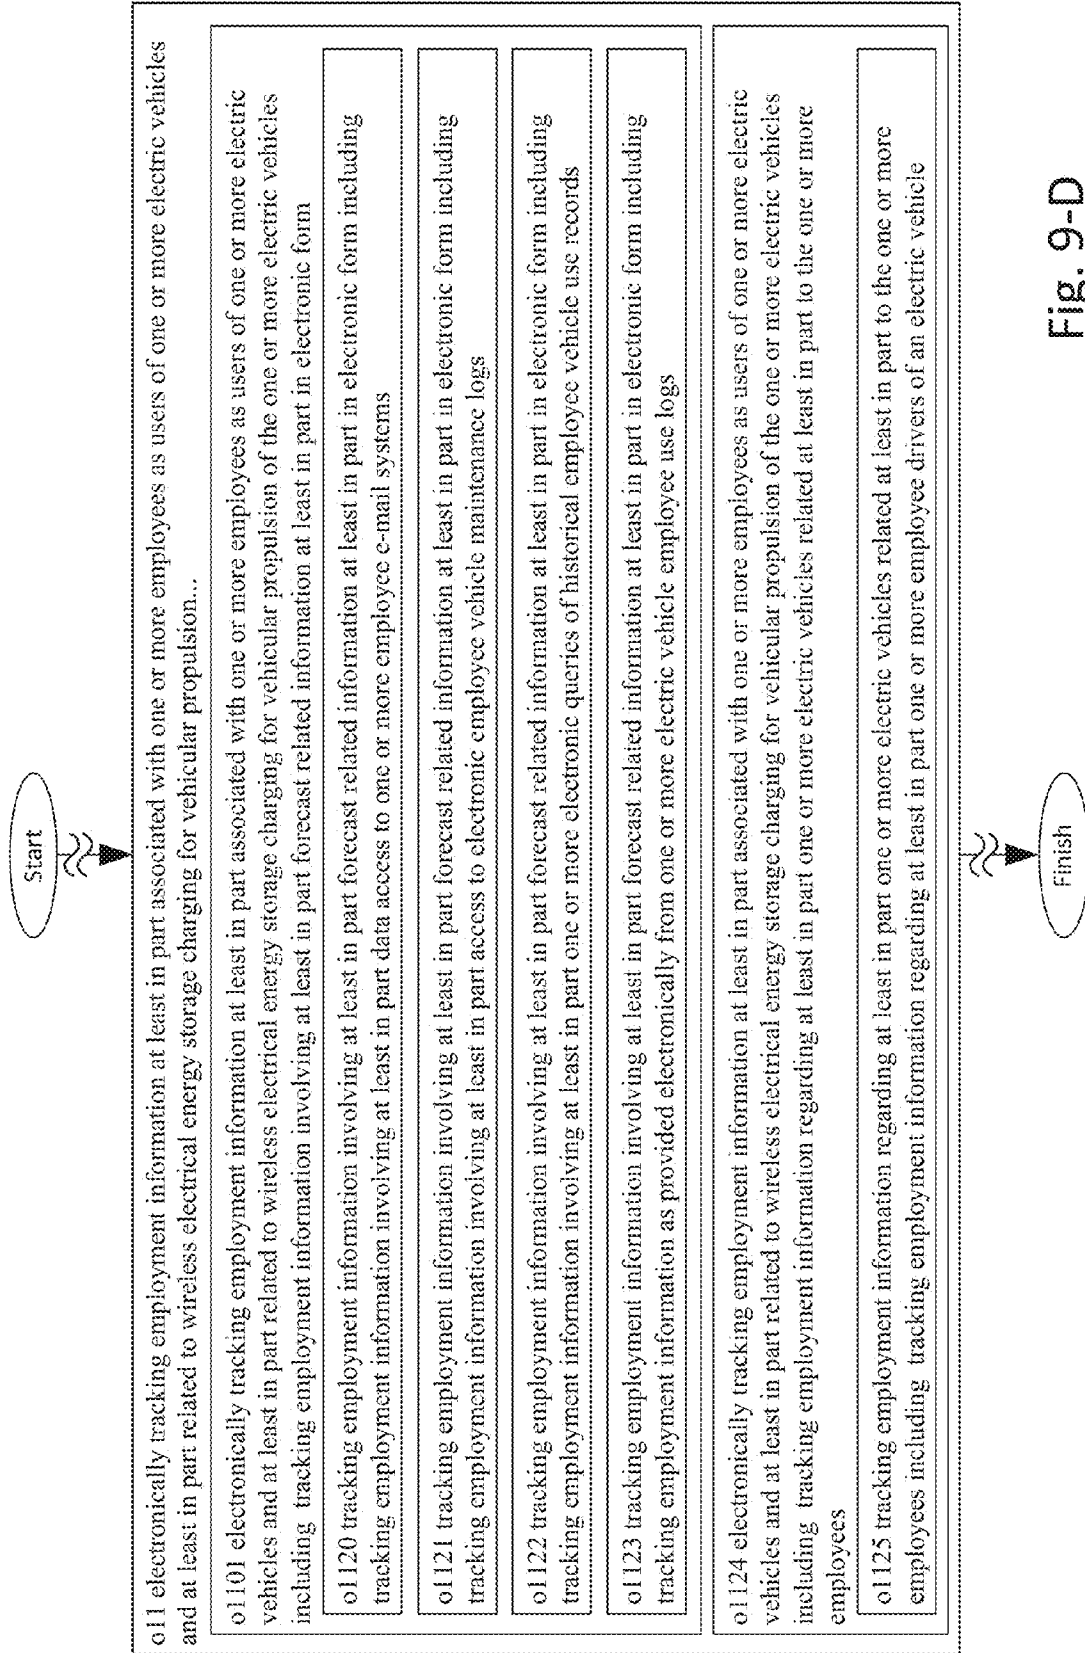 Start
o11 electronically tracking employment information at least in part associated with one or more employees as users of one or more electric vehicles
and at least in part related to wireless electrical energy storage charging for vehicular propulsion...
o1101 electronically tracking employment information at least in part associated with one or more employees as users of one or more electric
vehicles and at least in part related to wireless electrical energy storage charging for vehicular propulsion of the one or more electric vehicles
including tracking employment information involving at least in part forecast related information at least in part in electronic form
o1120 tracking employment information involving at least in part forecast related information at least in part in electronic form including
tracking employment information involving at least in part data access to one or more employee e-mail systems
o1121 tracking employment information involving at least in part forecast related information at least in part in electronic form including
tracking employment information involving at least in part access to electronic employee vehicle maintenance logs
o1122 tracking employment information involving at least in part forecast related information at least in part in electronic form including
tracking employment information involving at least in part one or more electronic queries of historical employee vehicle use records
o1123 tracking employment information involving at least in part forecast related information at least in part in electronic form including
tracking employment information as provided electronically from one or more electric vehicle employee use logs
o1124 electronically tracking employment information at least in part associated with one or more employees as users of one or more electric
vehicles and at least in part related to wireless electrical energy storage charging for vehicular propulsion of the one or more electric vehicles
including tracking employment information regarding at least in part one or more electric vehicles related at least in part to the one or more
employees
o1125 tracking employment information regarding at least in part one or more electric vehicles related at least in part to the one or more
employees including tracking employment information regarding at least in part one or more employee drivers of an electric vehicle
Finish
Fig. 9-D